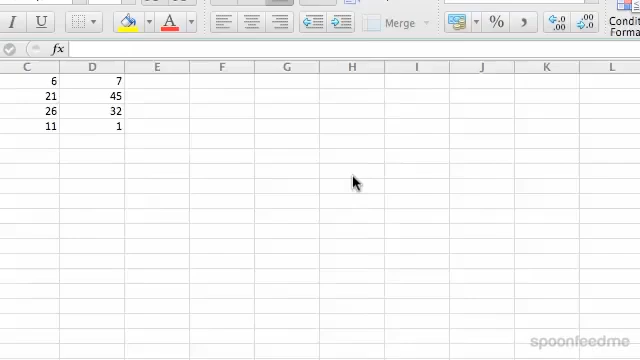 I U A Merge % , Condit
Forma
fx
C D E F G H I J K L
6 7
21 45
26 32
11 1
spoonfeedme